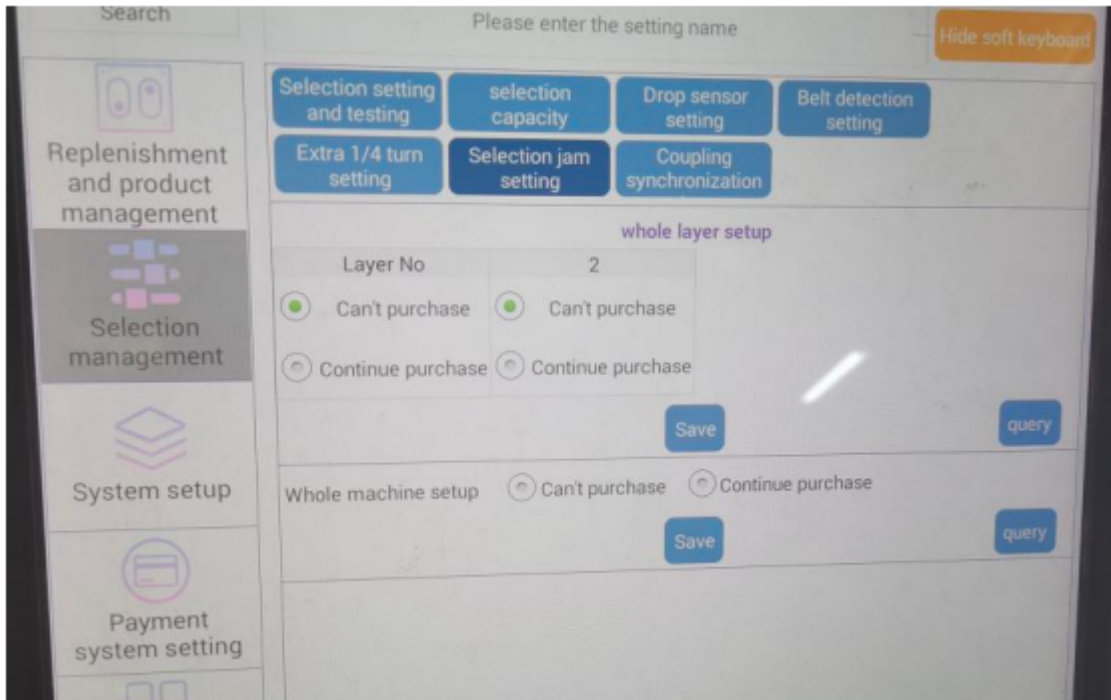 Search
Please enter the setting name
Hide soft keyboard
Replenishment
and product
management
Selection
management
System setup
Payment
system setting
Selection setting
and testing
selection
capacity
Drop sensor
setting
Belt detection
setting
Extra 1/4 turn
setting
Selection jam
setting
Coupling
synchronization
whole layer setup
Layer No 2
Can't purchase Can't purchase
Continue purchase Continue purchase
Save query
Whole machine setup Can't purchase Continue purchase
Save query